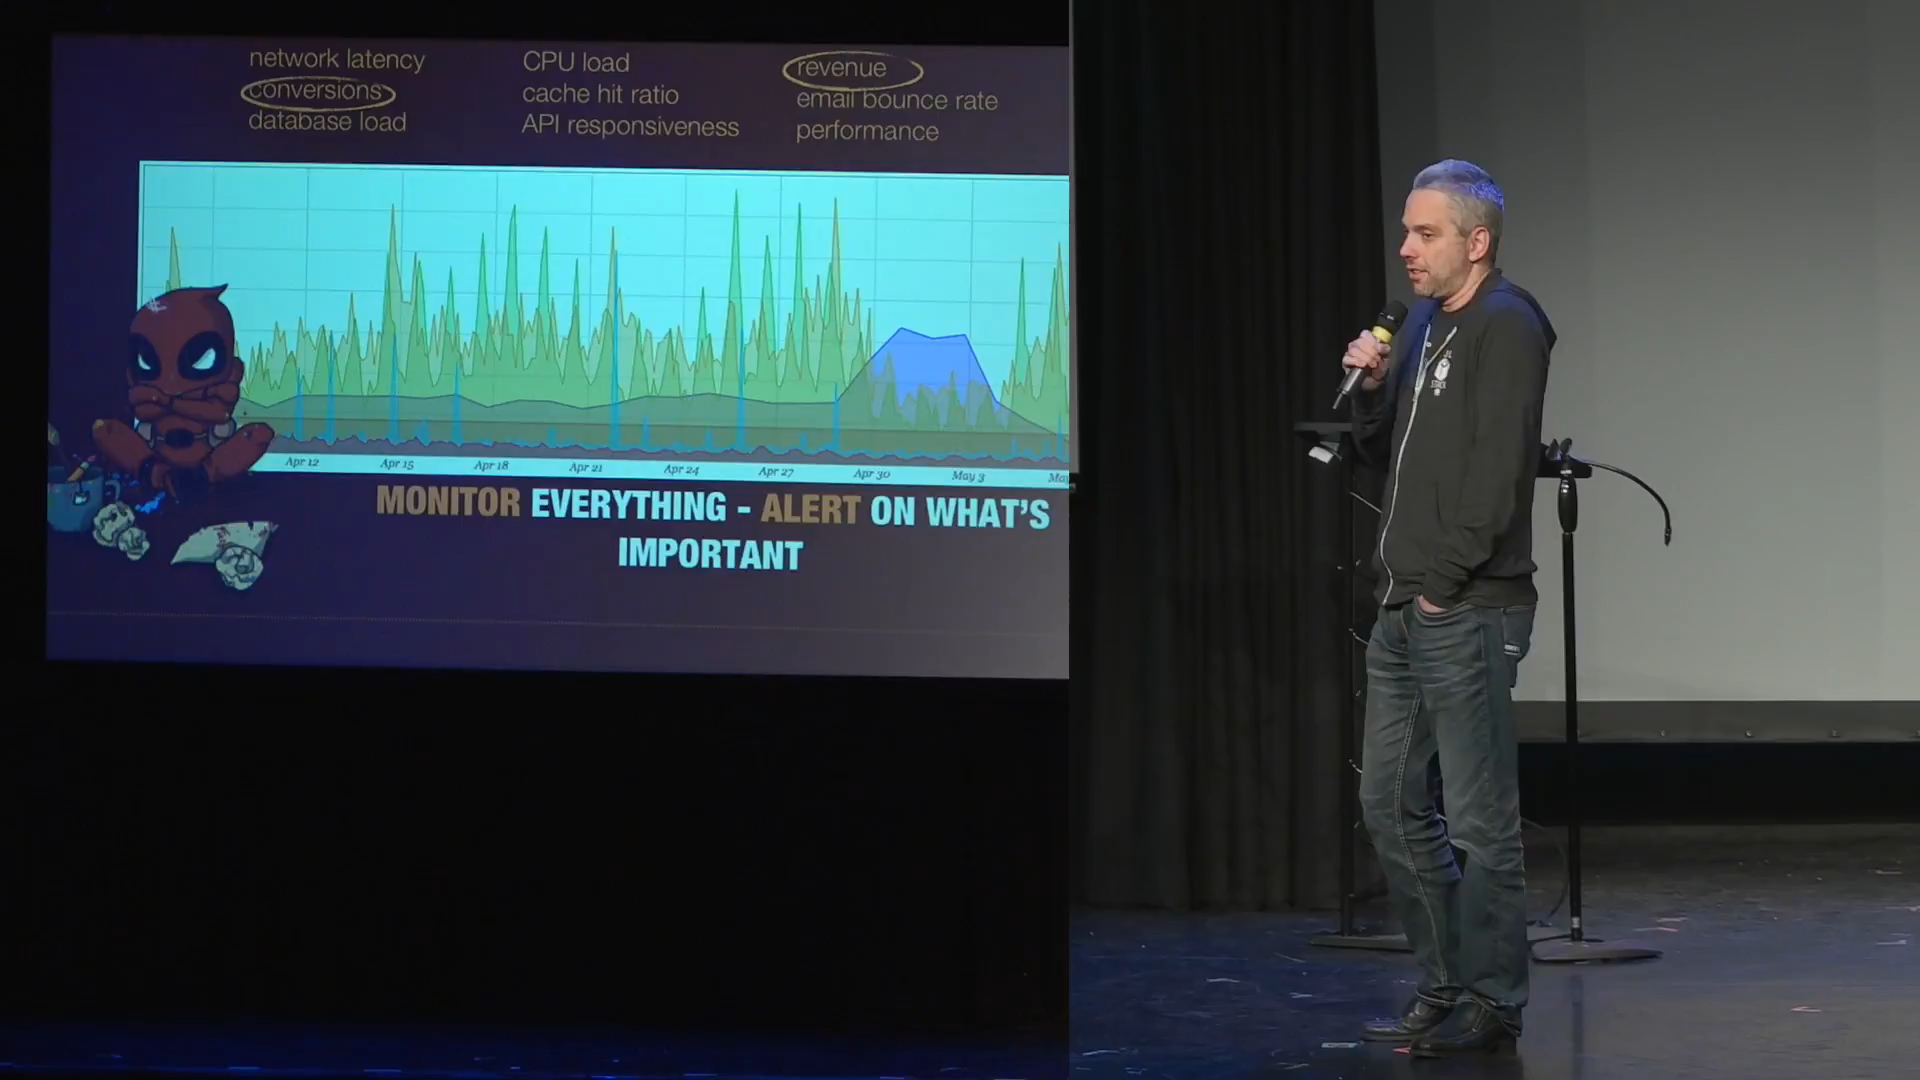 network latency
conversions
database load
CPU load
cache hit ratio
API responsiveness
revenue
email bounce rate
performance
Apr 12
Apr 15
Apr 18
Apr 21
Apr 24
Apr 27
Apr 30
May 3
MONITOR EVERYTHING - ALERT ON WHAT'S
IMPORTANT